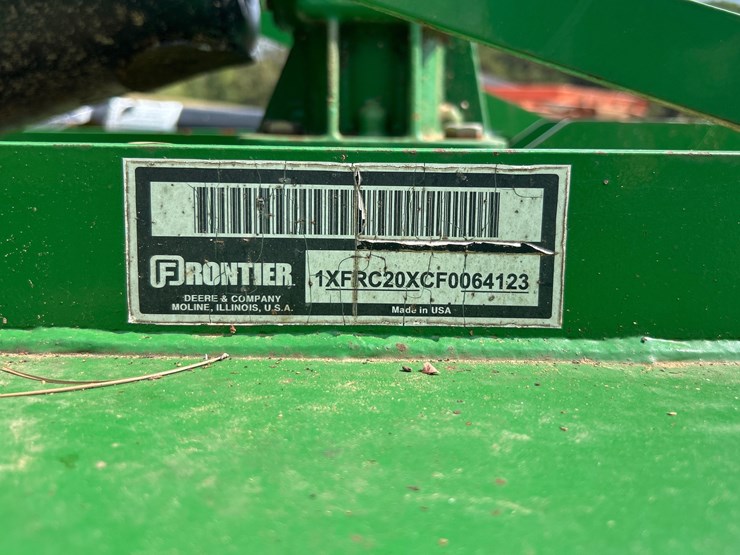 FRONTIER
DEERE & COMPANY
MOLINE, ILLINOIS, U.S.A.
1XFRC20XCF0064123
Made in USA